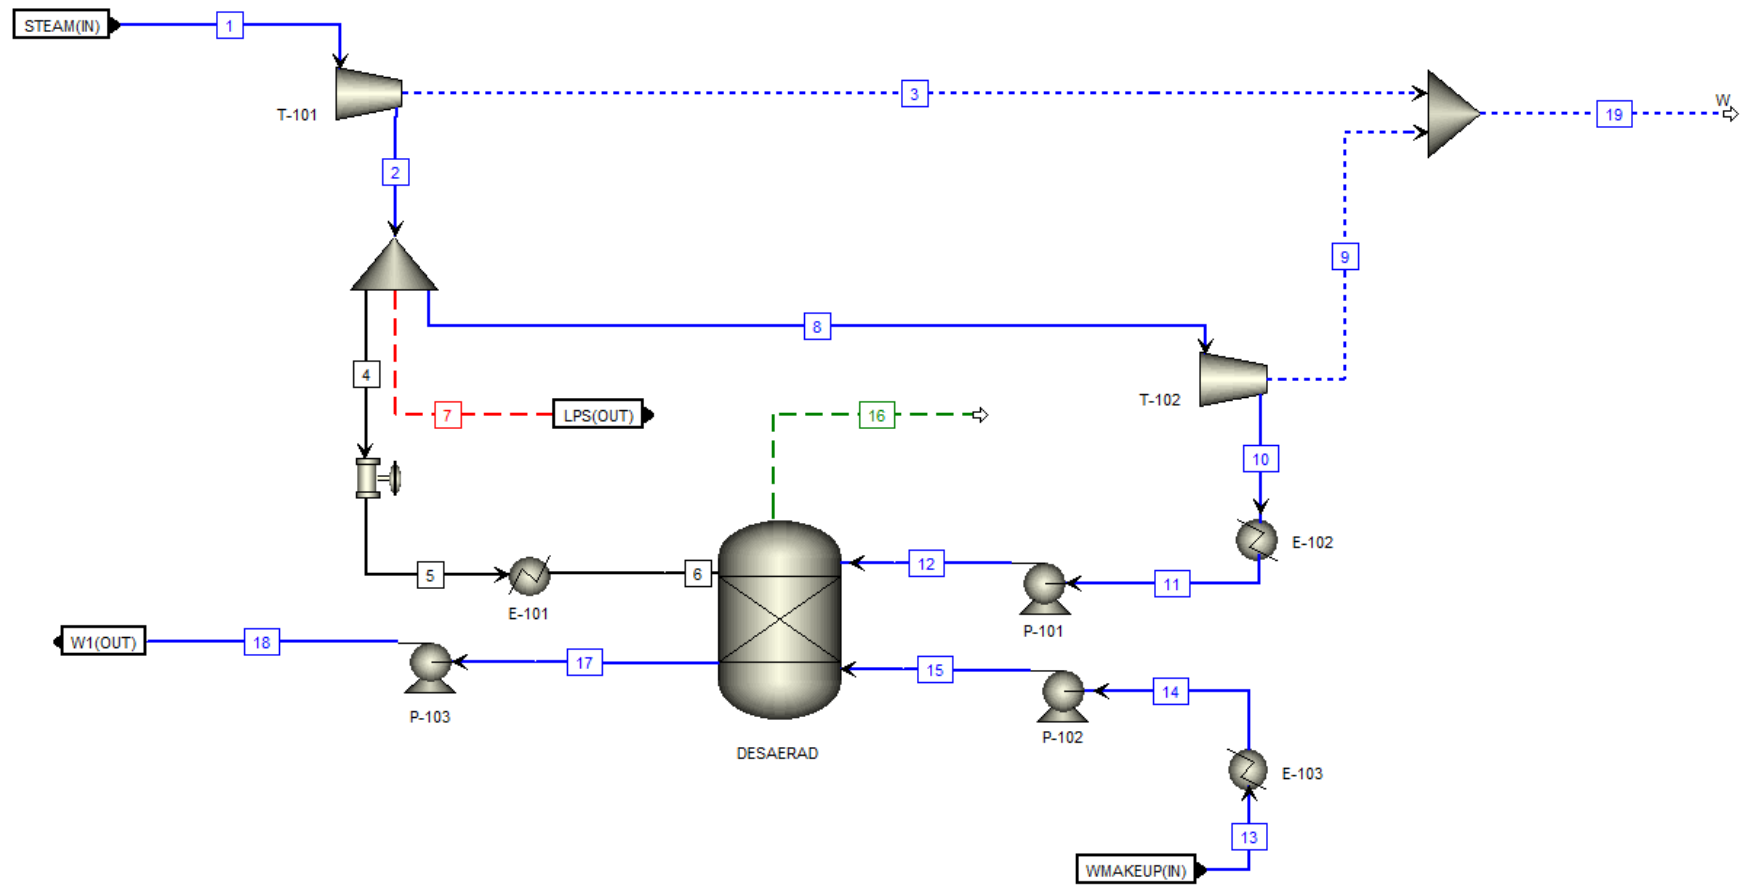 STEAM(IN)
1
T-101
3
W
19
2
9
8
4
7
LPS(OUT)
16
T-102
10
E-102
5
6
12
11
E-101
P-101
W1(OUT)
18
17
15
14
P-103
P-102
DESAERAD
E-103
13
WMAKEUP(IN)